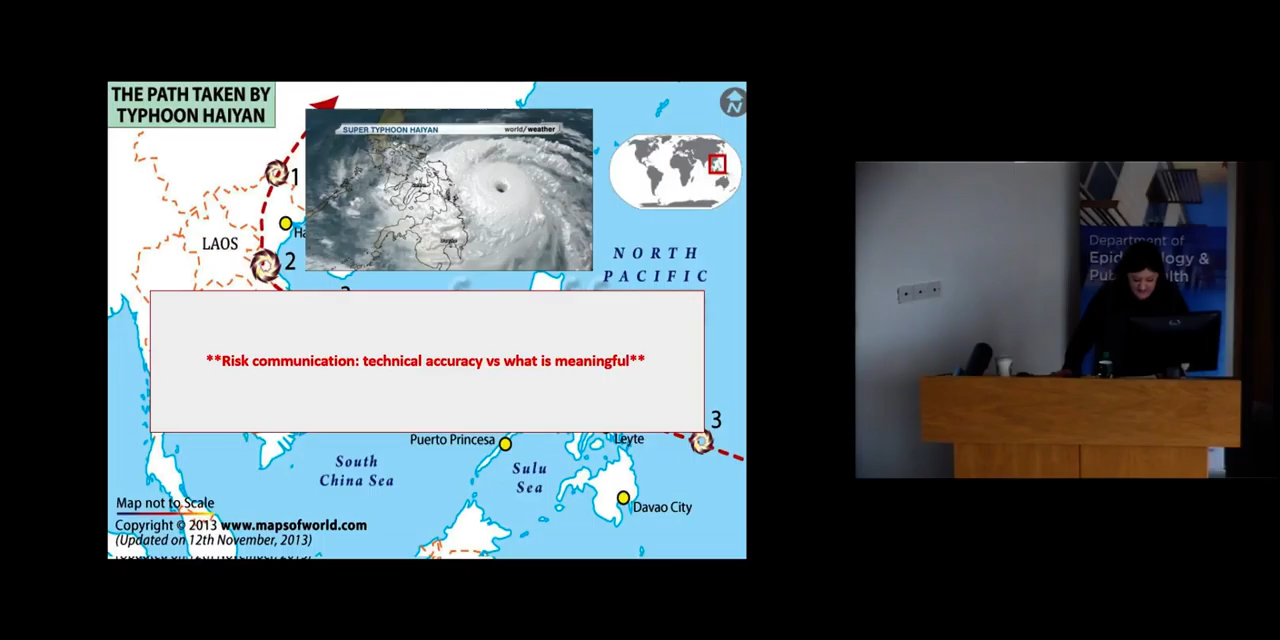 THE PATH TAKEN BY
TYPHOON HAIYAN
SUPER TYPHOON HAIYAN
world/weather
N
1
LAOS
2
NORTH
PACIFIC
**Risk communication: technical accuracy vs what is meaningful**
3
Puerto Princesa
Leyte
South
China Sea
Sulu
Sea
Davao City
Map not to Scale
Copyright © 2013 www.mapsofworld.com
(Updated on 12th November, 2013)
Department of
Epidemiology &
Public Health